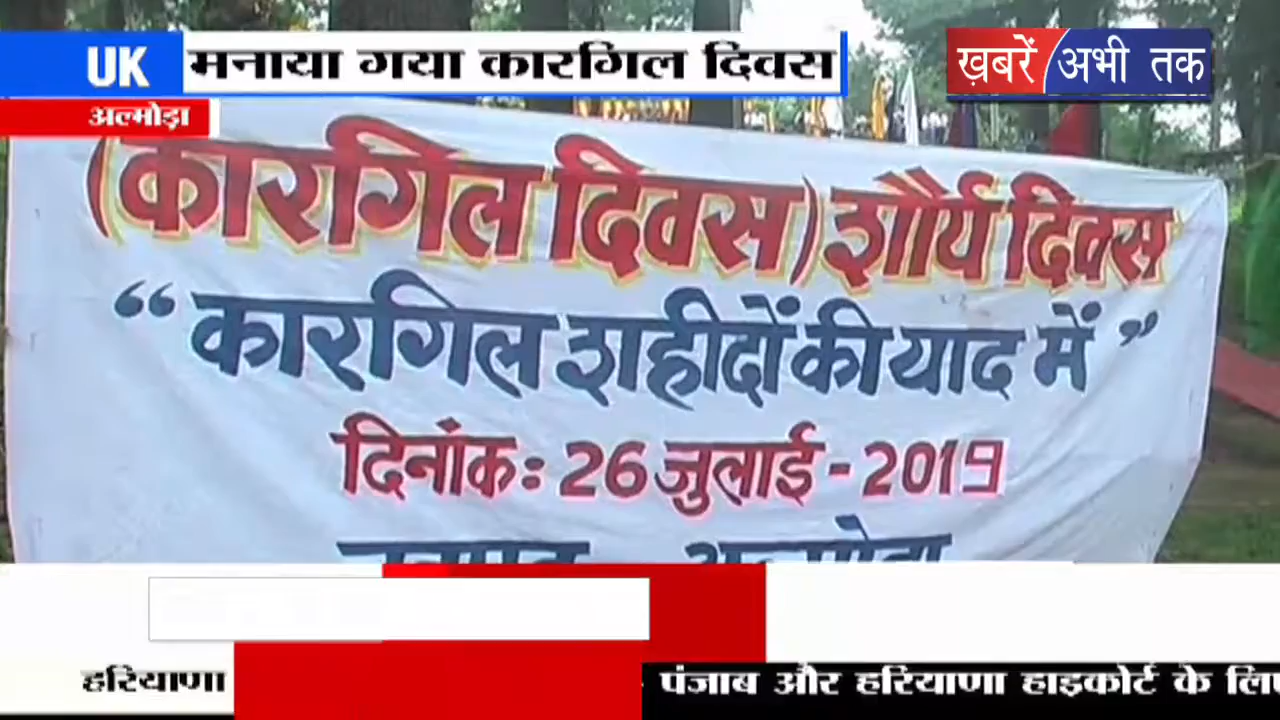 UK मनाया गया कारगिल दिवस
ख़बरें अभी तक
अल्मोड़ा
(कारगिल दिवस) शौर्य दिवस
“कारगिल शहीदों की याद में”
दिनांक: 26 जुलाई - 2019
हरियाणा
पंजाब और हरियाणा हाइकोर्ट के